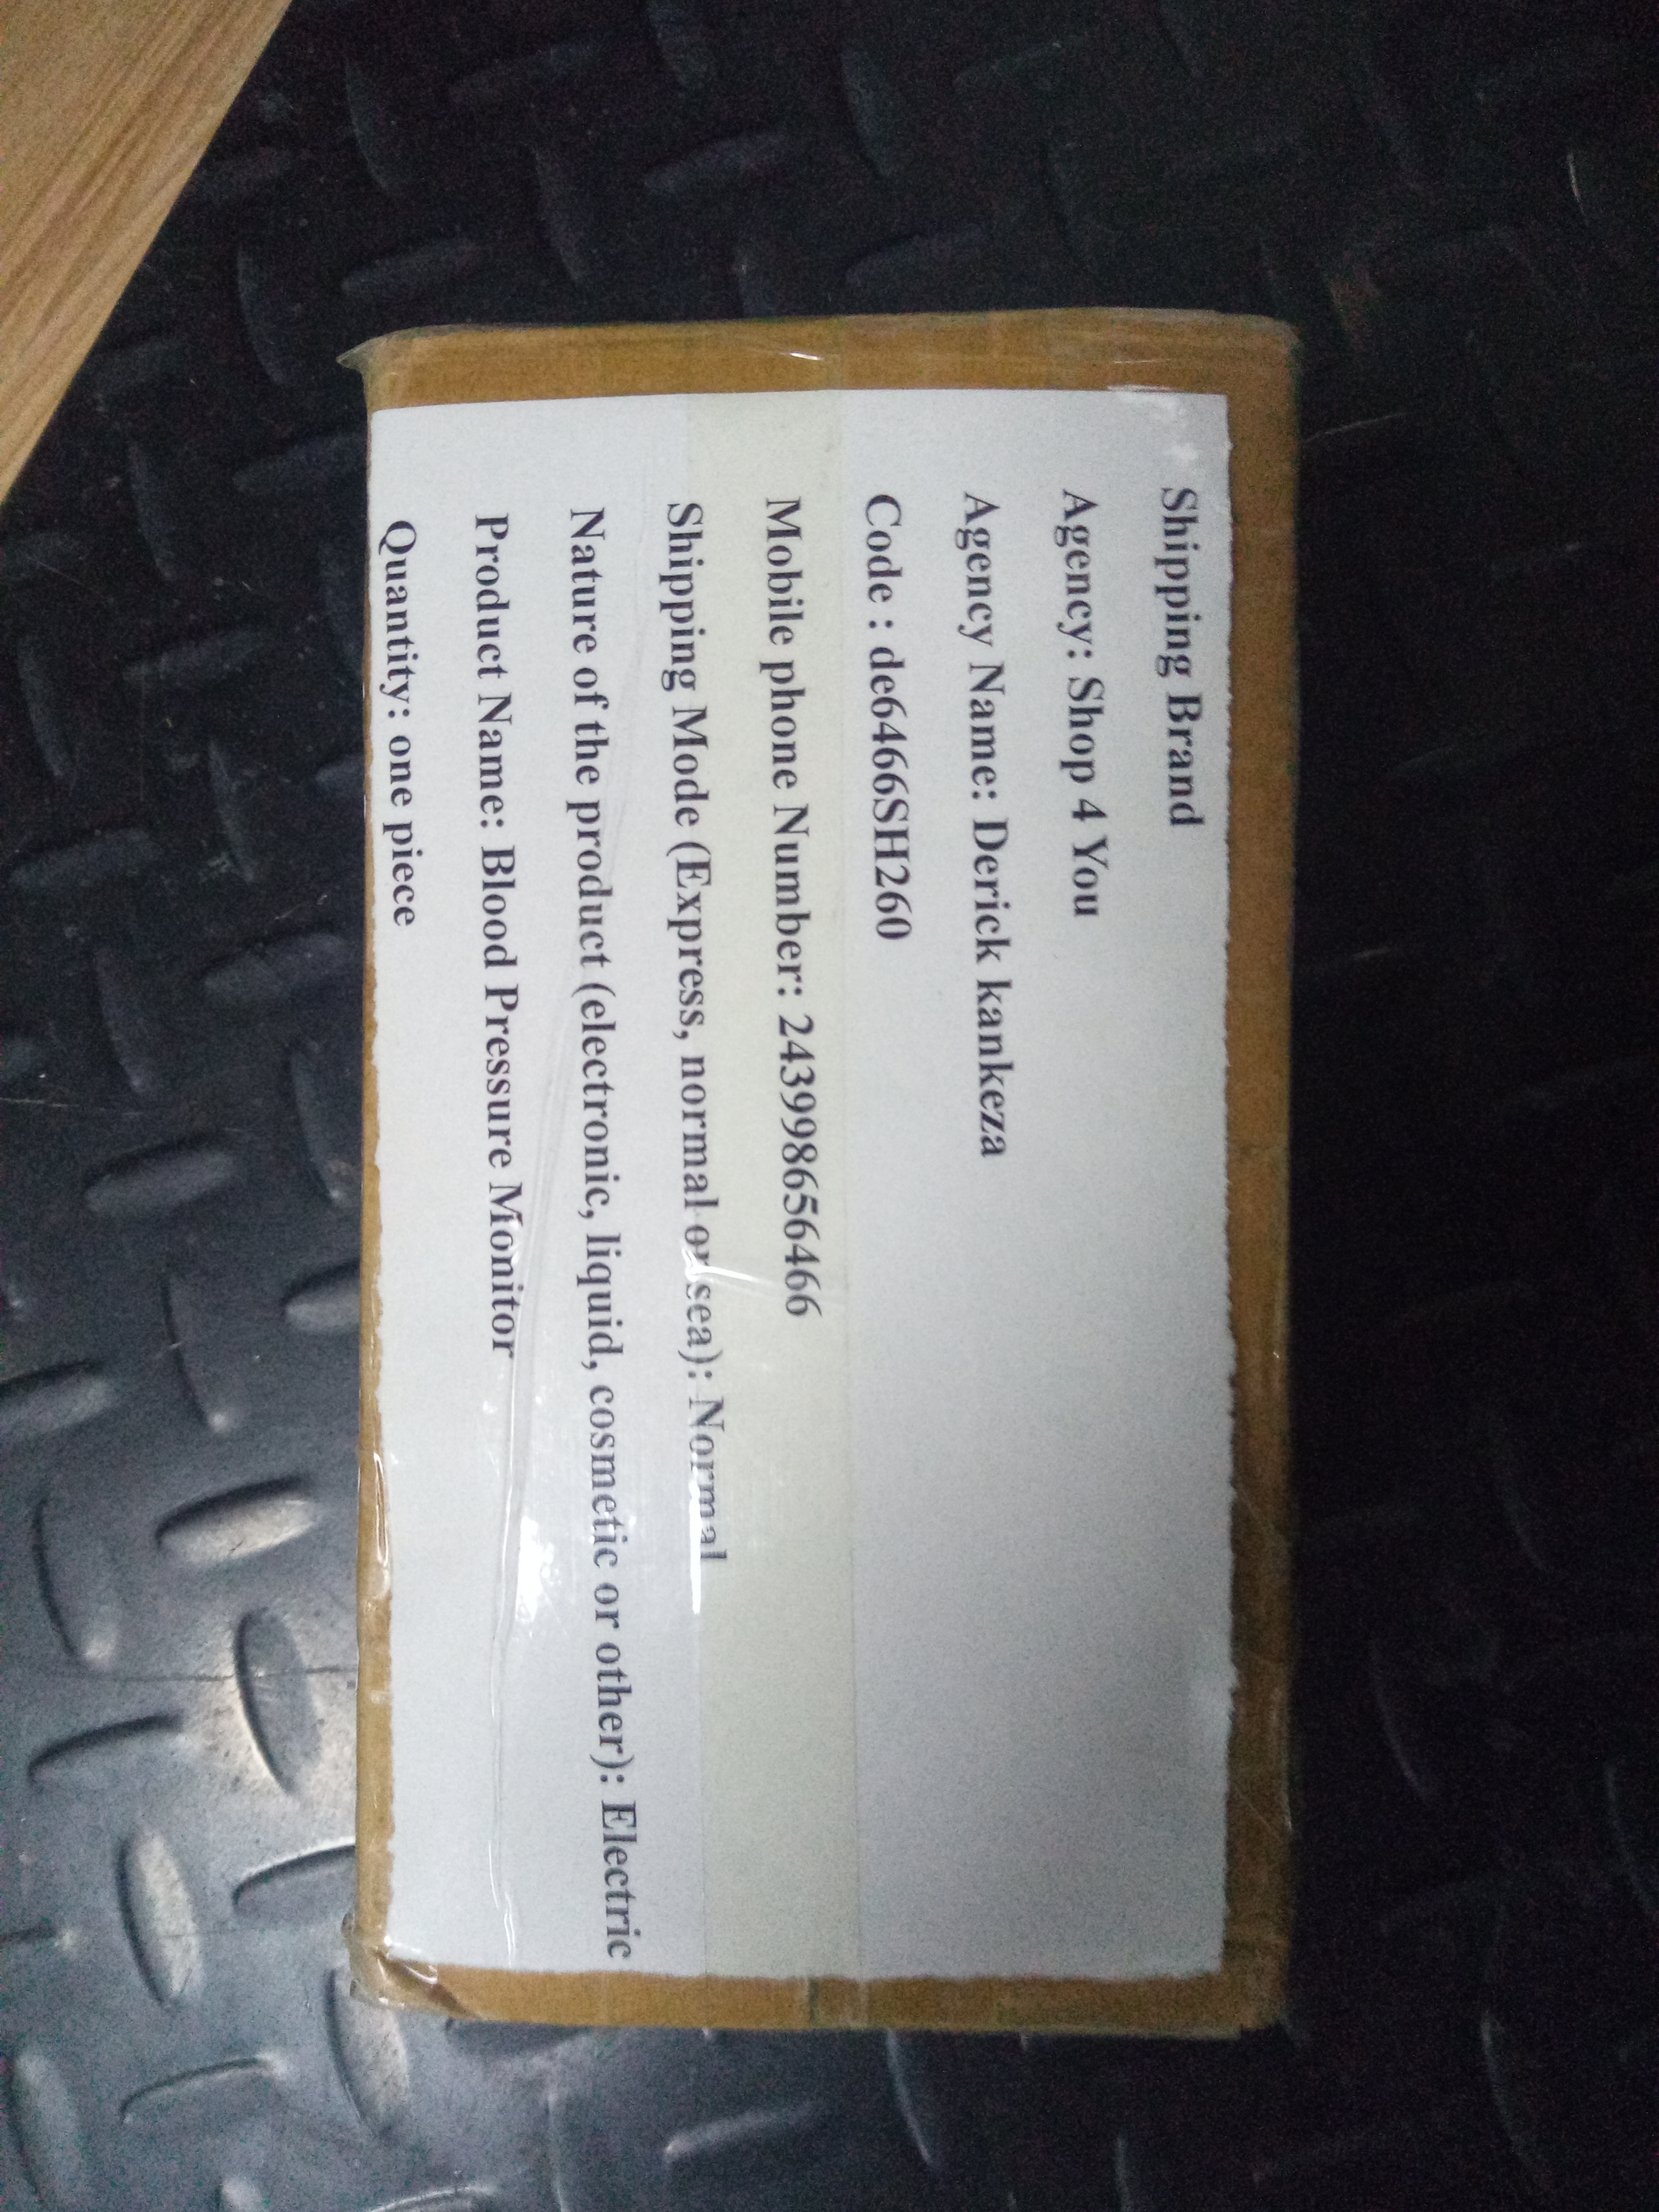 Shipping Brand
Agency: Shop 4 You
Agency Name: Derick kankeza
Code : de6466SH260
Mobile phone Number: 243998656466
Shipping Mode (Express, normal or sea): Normal
Nature of the product (electronic, liquid, cosmetic or other): Electric
Product Name: Blood Pressure Monitor
Quantity: one piece